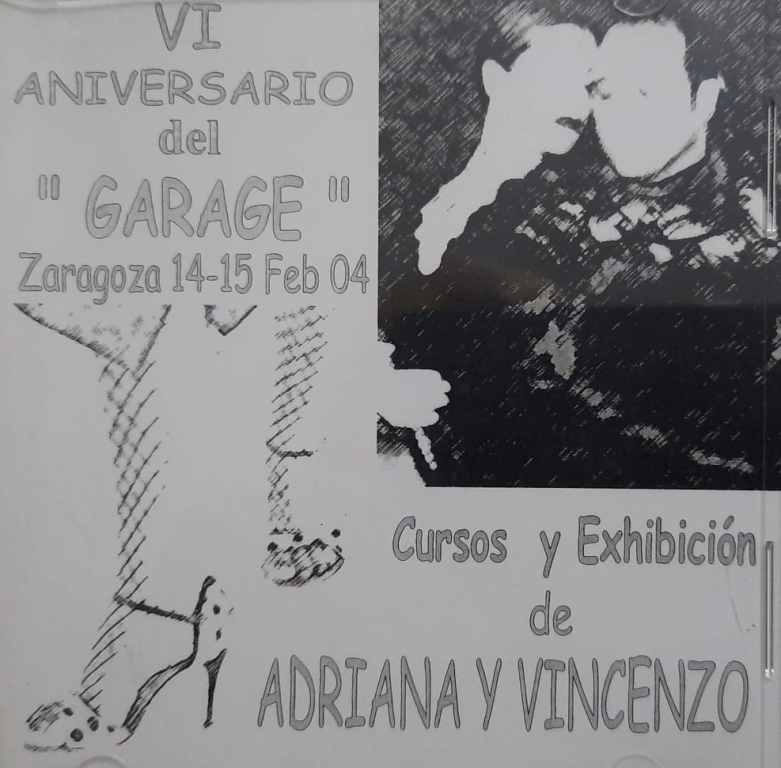 VI
ANIVERSARIO
del
" GARAGE "
Zaragoza 14-15 Feb 04
Cursos y Exhibición
de
ADRIANA Y VINCENZO